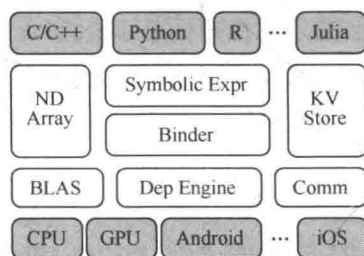 C/C++ Python R ... Julia
ND Array
Symbolic Expr
Binder
KV Store
BLAS Dep Engine Comm
CPU GPU Android ... iOS